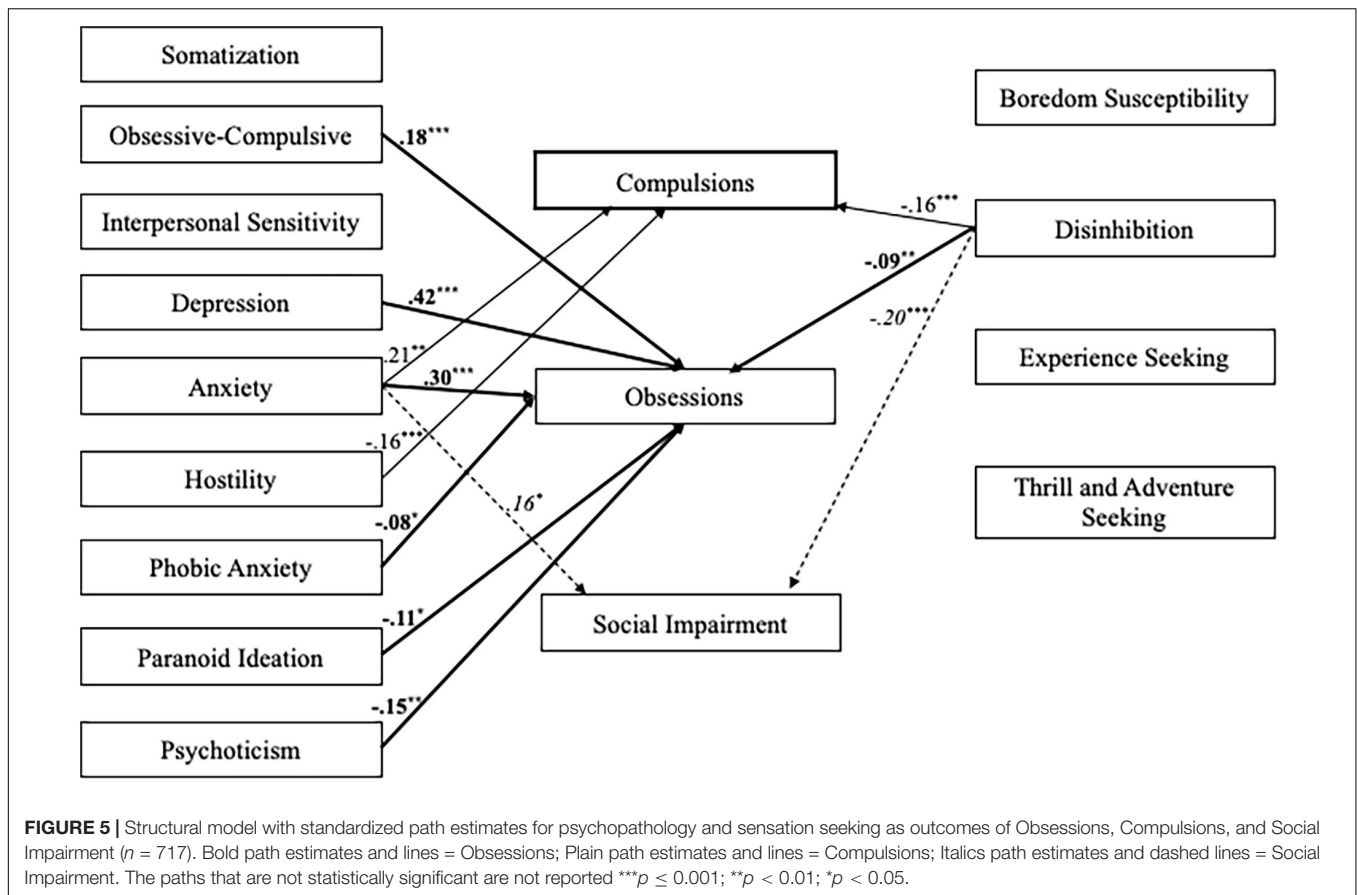 Somatization
Obsessive-Compulsive
Interpersonal Sensitivity
Depression
Anxiety
Hostility
Phobic Anxiety
Paranoid Ideation
Psychoticism
.18***
.42***
.21**
.30***
-.16***
.16*
-.08*
-.11*
-.15**
Compulsions
Obsessions
Social Impairment
-.16***
-.09**
-.20***
Boredom Susceptibility
Disinhibition
Experience Seeking
Thrill and Adventure
Seeking
FIGURE 5 | Structural model with standardized path estimates for psychopathology and sensation seeking as outcomes of Obsessions, Compulsions, and Social
Impairment (n = 717). Bold path estimates and lines = Obsessions; Plain path estimates and lines = Compulsions; Italics path estimates and dashed lines = Social
Impairment. The paths that are not statistically significant are not reported ***p ≤ 0.001; **p < 0.01; *p < 0.05.